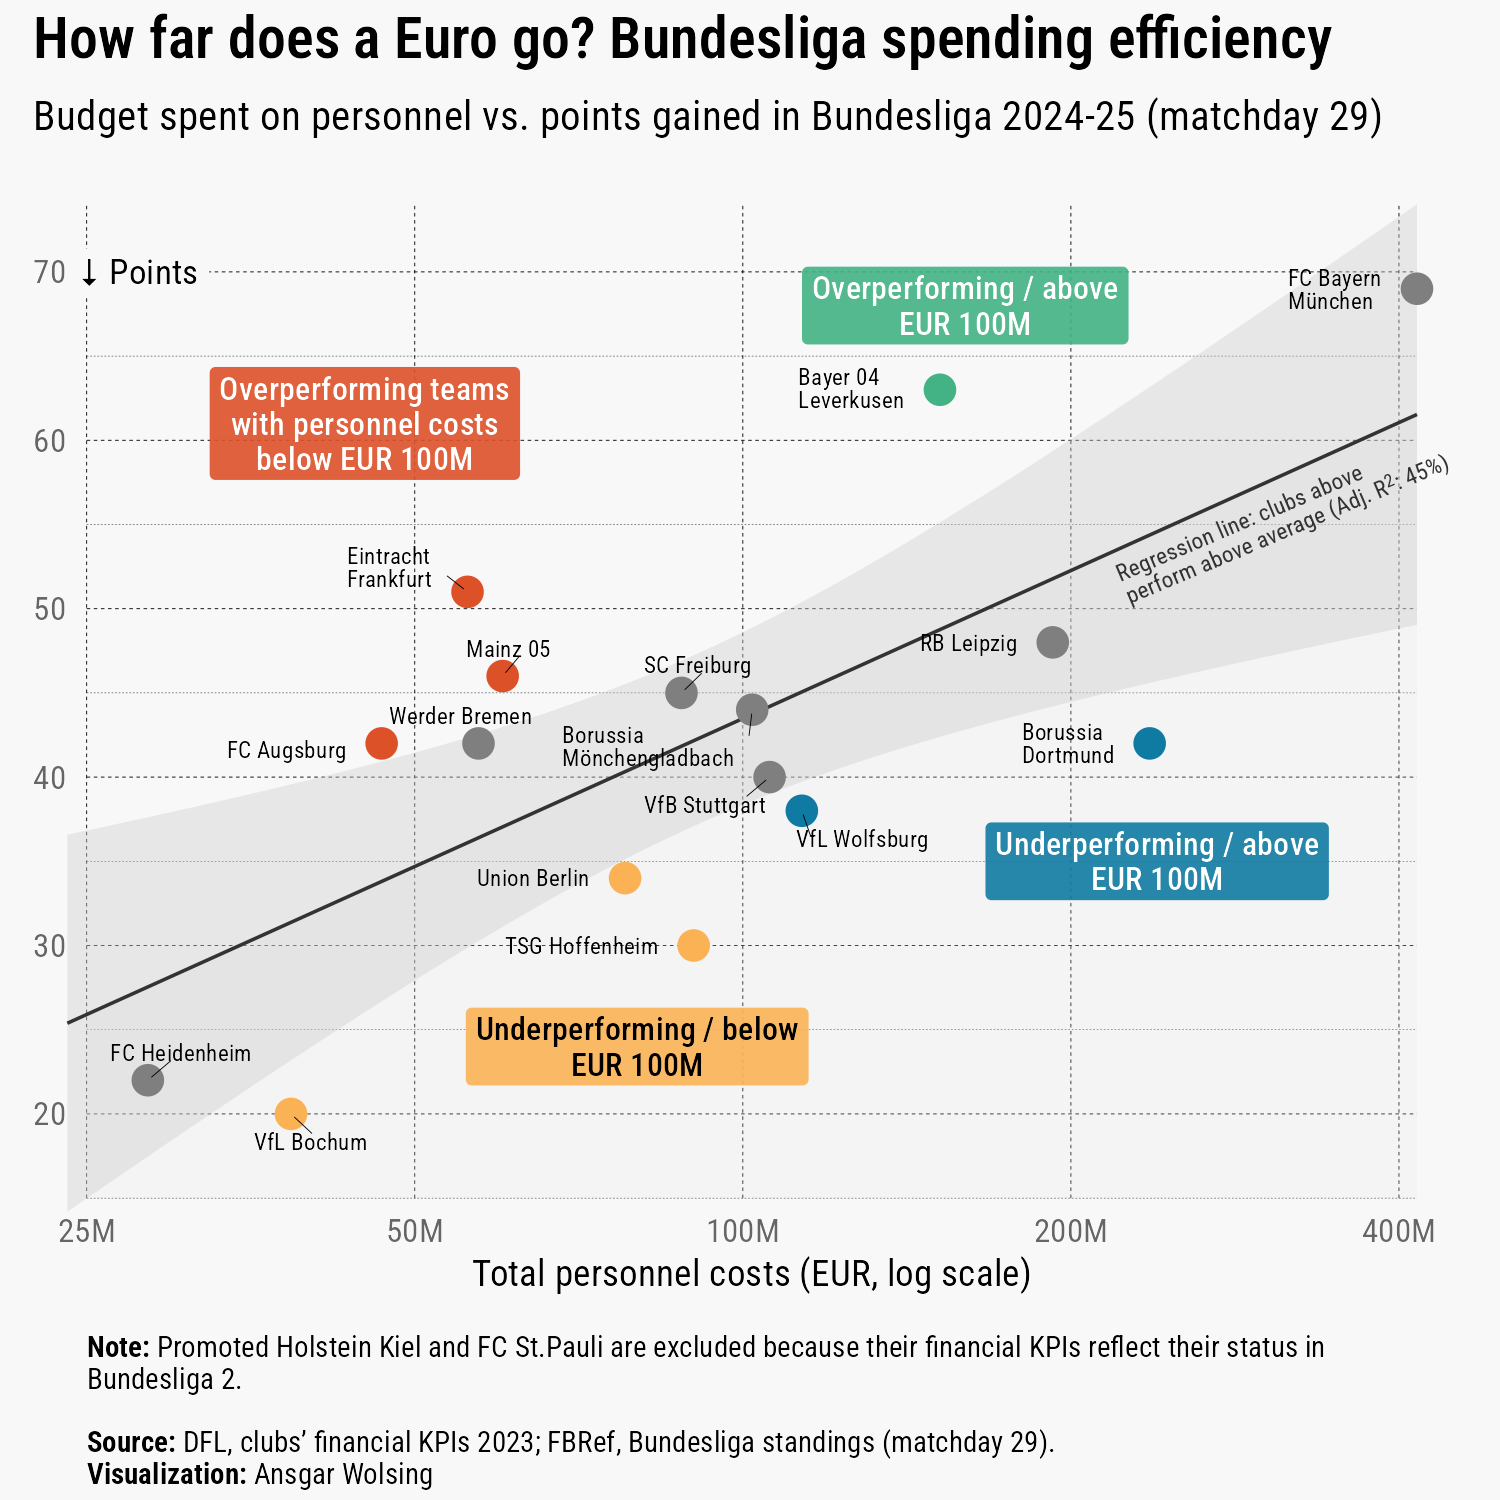 How far does a Euro go? Bundesliga spending efficiency
Budget spent on personnel vs. points gained in Bundesliga 2024-25 (matchday 29)
70
↓ Points
Overperforming / above
EUR 100M
FC Bayern
München
Overperforming teams
with personnel costs
below EUR 100M
Bayer 04
Leverkusen
60
Regression line: clubs above
perform above average (Adj. R²: 45%)
Eintracht
Frankfurt
50
Mainz 05
SC Freiburg
RB Leipzig
Werder Bremen
FC Augsburg
Borussia
Mönchengladbach
Borussia
Dortmund
40
VfB Stuttgart
VfL Wolfsburg
Underperforming / above
EUR 100M
Union Berlin
30
TSG Hoffenheim
Underperforming / below
EUR 100M
FC Heidenheim
20
VfL Bochum
25M
50M
100M
200M
400M
Total personnel costs (EUR, log scale)
Note: Promoted Holstein Kiel and FC St.Pauli are excluded because their financial KPIs reflect their status in
Bundesliga 2.
Source: DFL, clubs’ financial KPIs 2023; FBRef, Bundesliga standings (matchday 29).
Visualization: Ansgar Wolsing